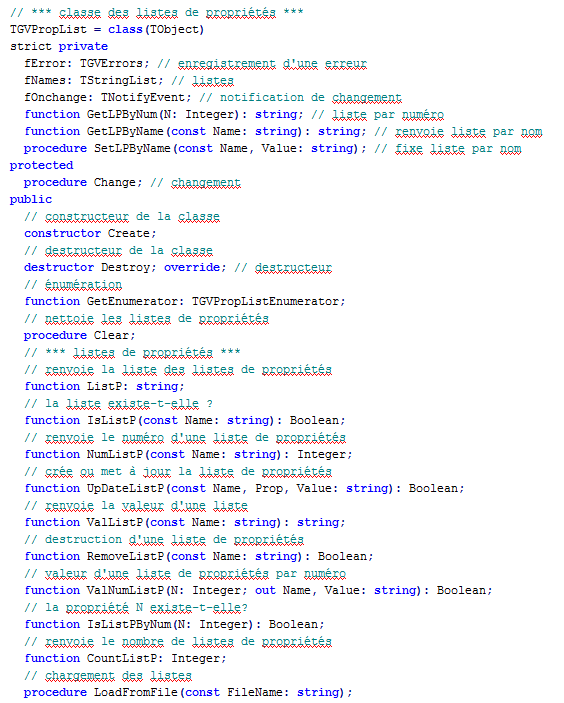 // *** classe des listes de propriétés ***
TGVPropList = class(TObject)
strict private
fError: TGVErrors; // enregistrement d'une erreur
fNames: TStringList; // listes
fOnchange: TNotifyEvent; // notification de changement
function GetLPByNum(N: Integer): string; // liste par numéro
function GetLPByName(const Name: string): string; // renvoie liste par nom
procedure SetLPByName(const Name, Value: string); // fixe liste par nom
protected
procedure Change; // changement
public
// constructeur de la classe
constructor Create;
// destructeur de la classe
destructor Destroy; override; // destructeur
// énumération
function GetEnumerator: TGVPropListEnumerator;
// nettoie les listes de propriétés
procedure Clear;
// *** listes de propriétés ***
// renvoie la liste des listes de propriétés
function ListP: string;
// la liste existe-t-elle ?
function IsListP(const Name: string): Boolean;
// renvoie le numéro d'une liste de propriétés
function NumListP(const Name: string): Integer;
// crée ou met à jour la liste de propriétés
function UpDateListP(const Name, Prop, Value: string): Boolean;
// renvoie la valeur d'une liste
function ValListP(const Name: string): string;
// destruction d'une liste de propriétés
function RemoveListP(const Name: string): Boolean;
// valeur d'une liste de propriétés par numéro
function ValNumListP(N: Integer; out Name, Value: string): Boolean;
// la propriété N existe-t-elle?
function IsListPByNum(N: Integer): Boolean;
// renvoie le nombre de listes de propriétés
function CountListP: Integer;
// chargement des listes
procedure LoadFromFile(const FileName: string);